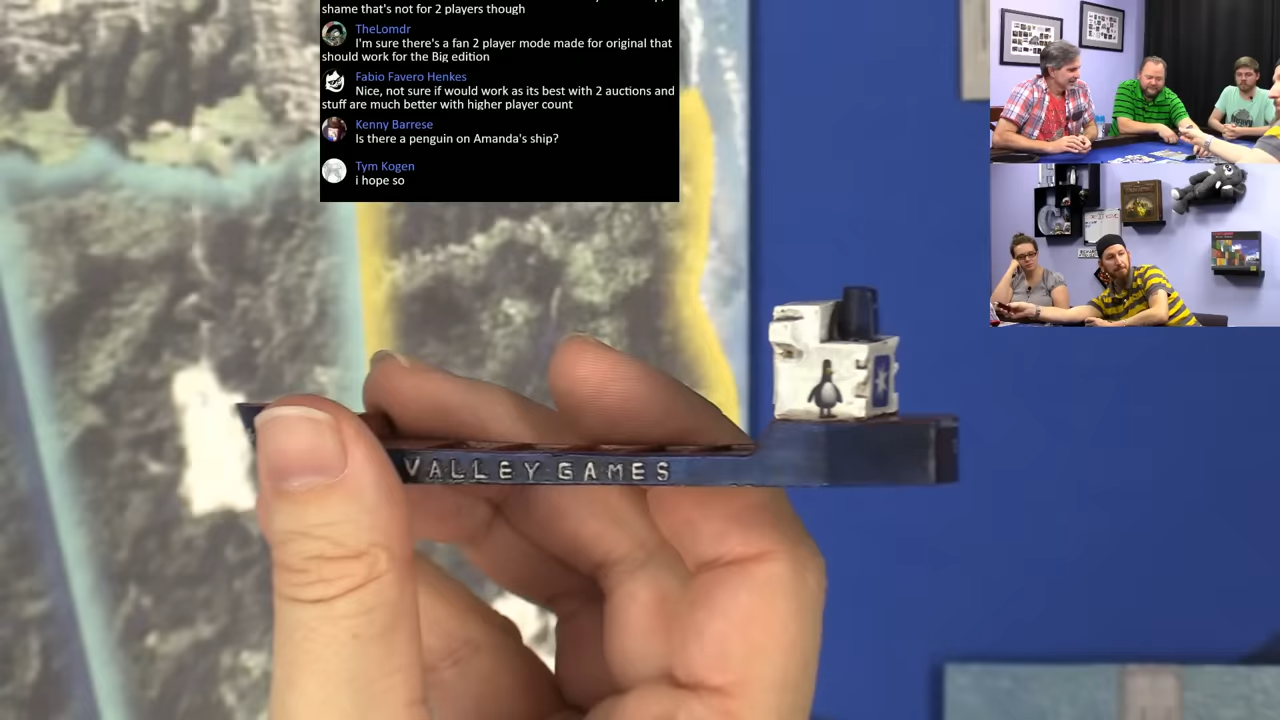 shame that's not for 2 players though
TheLomdr
I'm sure there's a fan 2 player mode made for original that
should work for the Big edition
Fabio Favero Henkes
Nice, not sure if would work as its best with 2 auctions and
stuff are much better with higher player count
Kenny Barrese
Is there a penguin on Amanda's ship?
Tym Kogen
i hope so
VALLEY GAMES